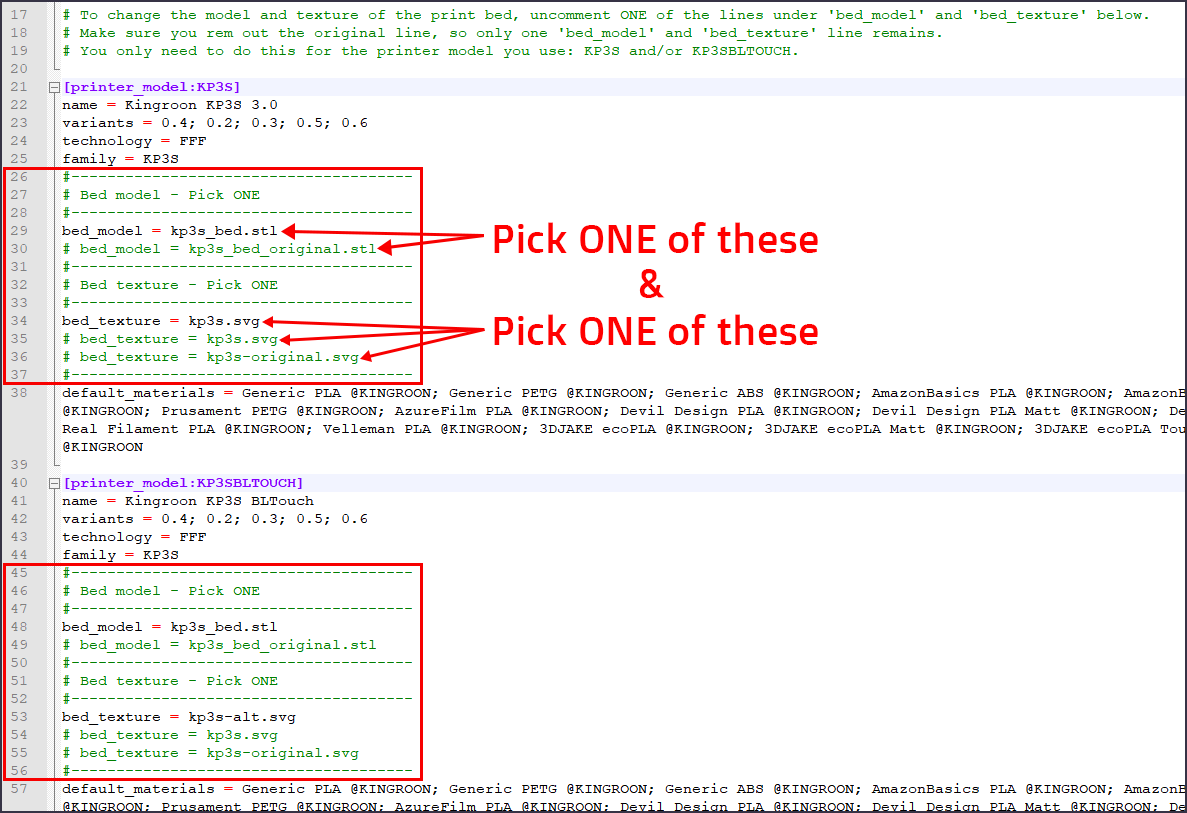 17 # To change the model and texture of the print bed, uncomment ONE of the lines under 'bed_model' and 'bed_texture' below.
18 # Make sure you rem out the original line, so only one 'bed_model' and 'bed_texture' line remains.
19 # You only need to do this for the printer model you use: KP3S and/or KP3SBLTOUCH.
20
21 [printer_model:KP3S]
22 name = Kingroon KP3S 3.0
23 variants = 0.4; 0.2; 0.3; 0.5; 0.6
24 technology = FFF
25 family = KP3S
26 #--------------------------------------
27 # Bed model - Pick ONE
28 #--------------------------------------
29 bed_model = kp3s_bed.stl
30 # bed_model = kp3s_bed_original.stl
31 #--------------------------------------
32 # Bed texture - Pick ONE
33 #--------------------------------------
34 bed_texture = kp3s.svg
35 # bed_texture = kp3s.svg
36 # bed_texture = kp3s-original.svg
37 #--------------------------------------
Pick ONE of these
&
Pick ONE of these
38 default_materials = Generic PLA @KINGROON; Generic PETG @KINGROON; Generic ABS @KINGROON; AmazonBasics PLA @KINGROON; AmazonB
@KINGROON; Prusament PETG @KINGROON; AzureFilm PLA @KINGROON; Devil Design PLA @KINGROON; Devil Design PLA Matt @KINGROON; De
Real Filament PLA @KINGROON; Velleman PLA @KINGROON; 3DJAKE ecoPLA @KINGROON; 3DJAKE ecoPLA Matt @KINGROON; 3DJAKE ecoPLA Tou
@KINGROON
39
40 [printer_model:KP3SBLTOUCH]
41 name = Kingroon KP3S BLTouch
42 variants = 0.4; 0.2; 0.3; 0.5; 0.6
43 technology = FFF
44 family = KP3S
45 #--------------------------------------
46 # Bed model - Pick ONE
47 #--------------------------------------
48 bed_model = kp3s_bed.stl
49 # bed_model = kp3s_bed_original.stl
50 #--------------------------------------
51 # Bed texture - Pick ONE
52 #--------------------------------------
53 bed_texture = kp3s-alt.svg
54 # bed_texture = kp3s.svg
55 # bed_texture = kp3s-original.svg
56 #--------------------------------------
57 default_materials = Generic PLA @KINGROON; Generic PETG @KINGROON; Generic ABS @KINGROON; AmazonBasics PLA @KINGROON; AmazonB
@KINGROON; Prusament PETG @KINGROON; AzureFilm PLA @KINGROON; Devil Design PLA @KINGROON; Devil Design PLA Matt @KINGROON; De